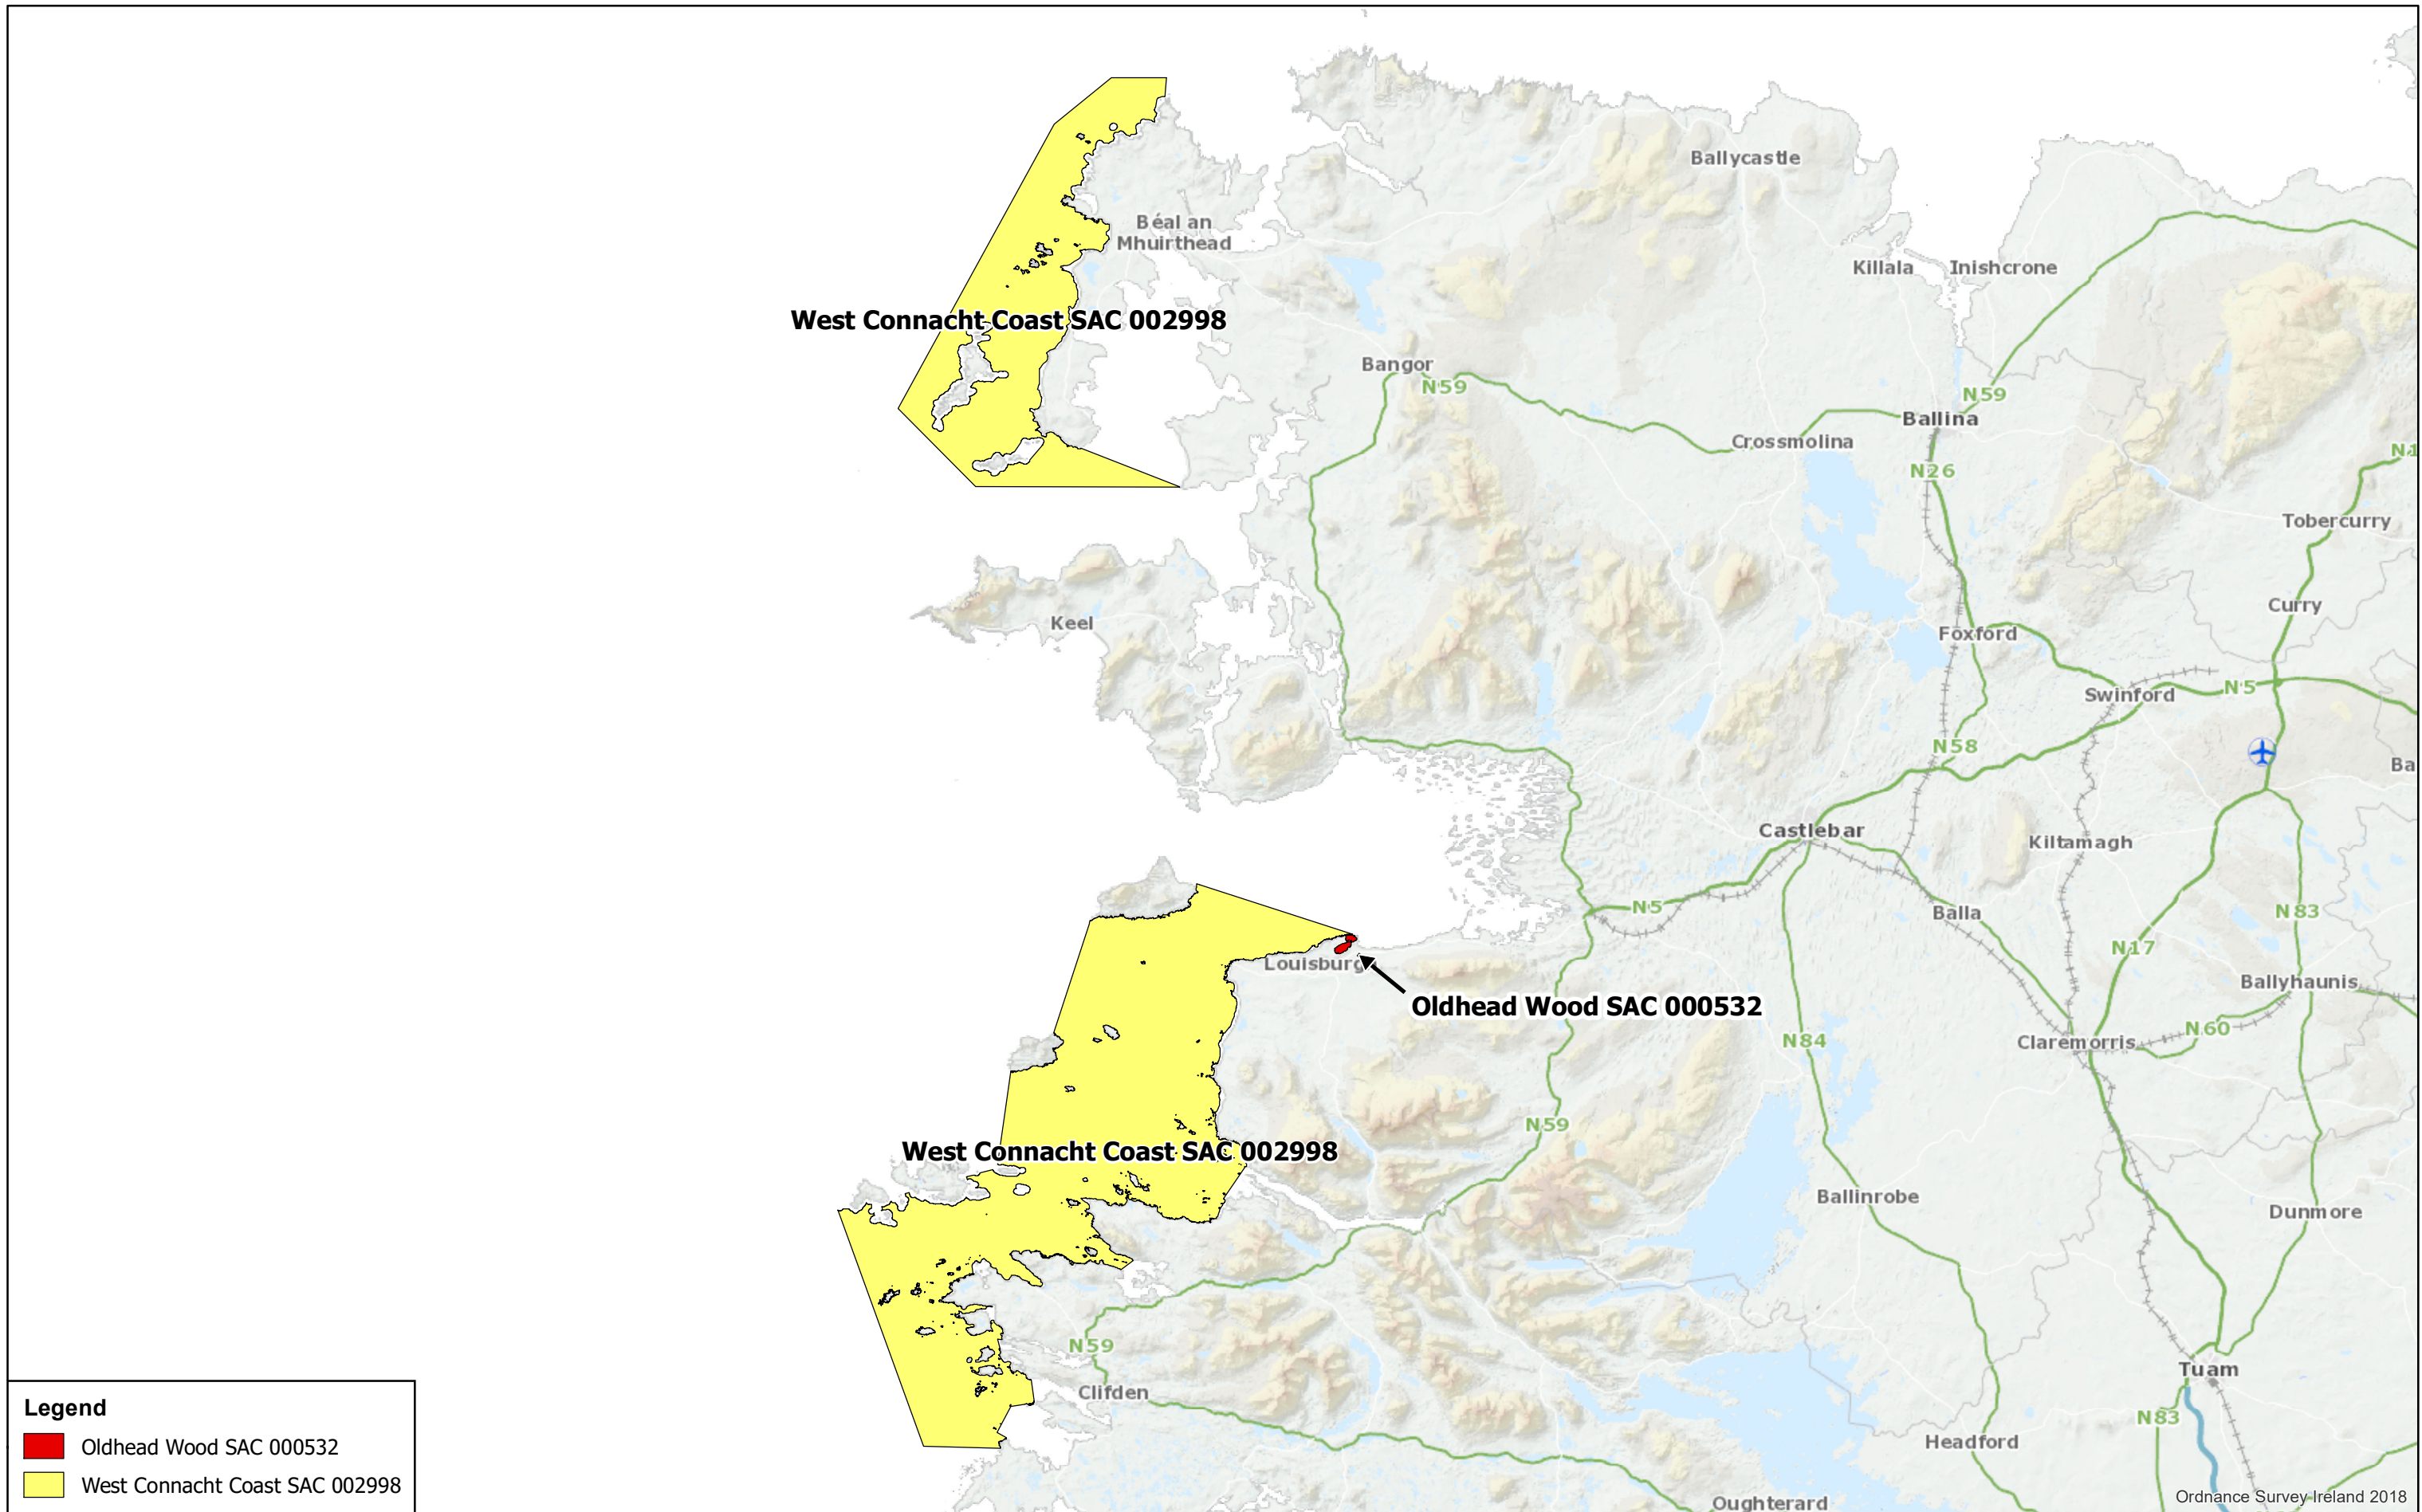 Ballycastle
Béal an
Mhuirthead
Killala
Inishcrone
West Connacht Coast SAC 002998
Bangor
N59
N59
Ballina
Crossmolina
N26
Tobercurry
Curry
Keel
Foxford
N5
Swinford
N58
Castlebar
Kiltamagh
N5
Balla
N83
N17
Louisburgh
Ballyhaunis
Oldhead Wood SAC 000532
N60
N84
Claremorris
N59
West Connacht Coast SAC 002998
Ballinrobe
Dunmore
N59
Tuam
Clifden
N83
Headford
Oughterard
Legend
Oldhead Wood SAC 000532
West Connacht Coast SAC 002998
Ordnance Survey Ireland 2018